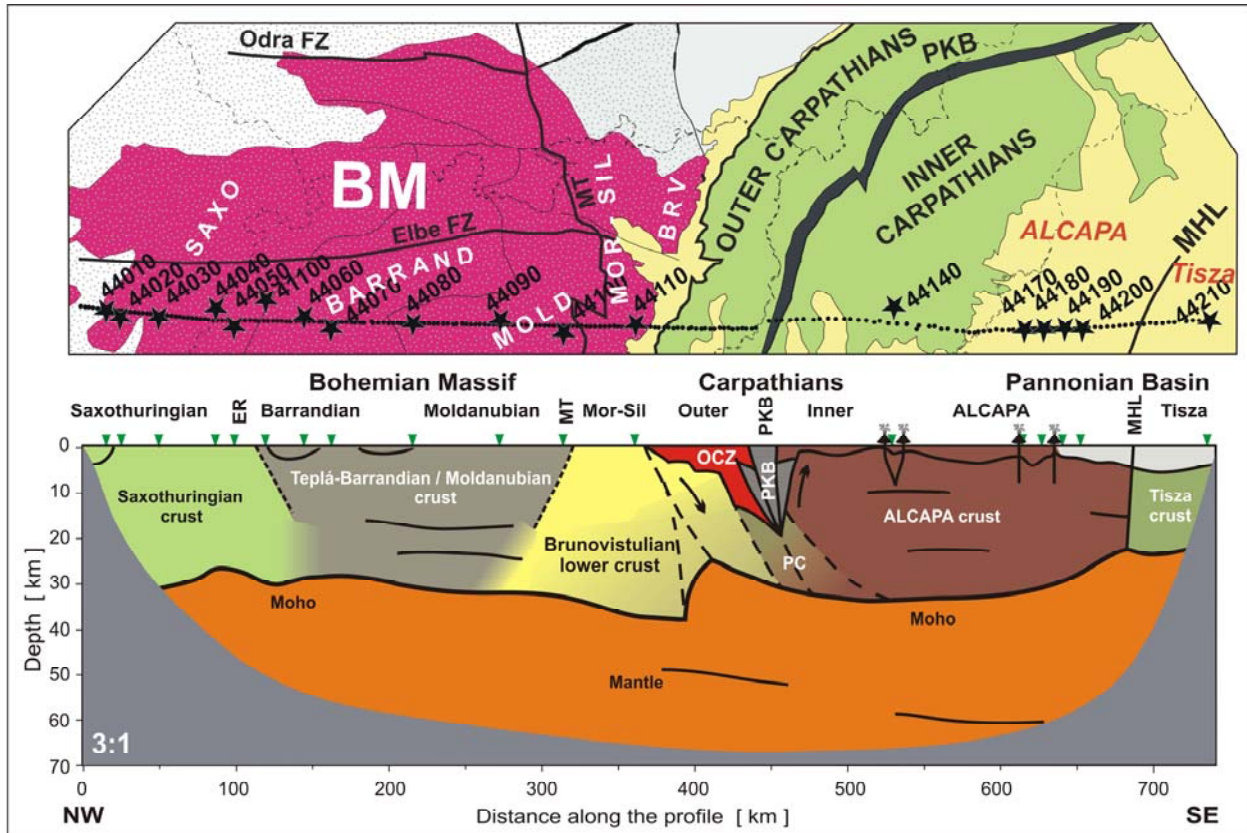 Odra FZ
OUTER CARPATHIANS
PKB
INNER
CARPATHIANS
BM
SAXO
MT
SIL
MOR
BRV
Elbe FZ
BARRAND
MOLD
ALCAPA
Tisza
MHL
44010
44020
44030
44040
44050
41100
44060
44070
44080
44090
44100
44110
44140
44170
44180
44190
44200
44210
Bohemian Massif Carpathians Pannonian Basin
Saxothuringian ER Barrandian Moldanubian MT Mor-Sil Outer PKB Inner ALCAPA MHL Tisza
Depth [ km ]
0
10
20
30
40
50
60
70
Saxothuringian
crust
Teplá-Barrandian / Moldanubian
crust
Brunovistulian
lower crust
OCZ
PKB
PC
ALCAPA crust
Tisza
crust
Moho
Moho
Mantle
3:1
0 100 200 300 400 500 600 700
NW Distance along the profile [ km ] SE